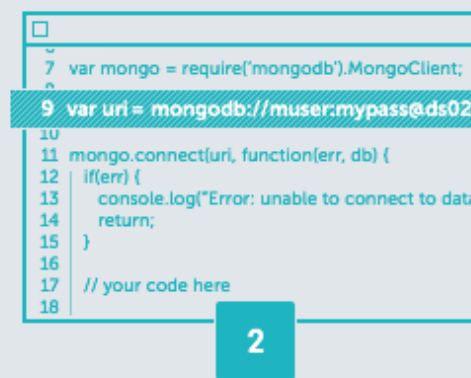 7 var mongo = require('mongodb').MongoClient;
9 var uri = mongodb://muser:mypass@ds02
10
11 mongo.connect(uri, function(err, db) {
12 if(err) {
13 console.log("Error: unable to connect to data
14 return;
15 }
16
17 // your code here
18
2